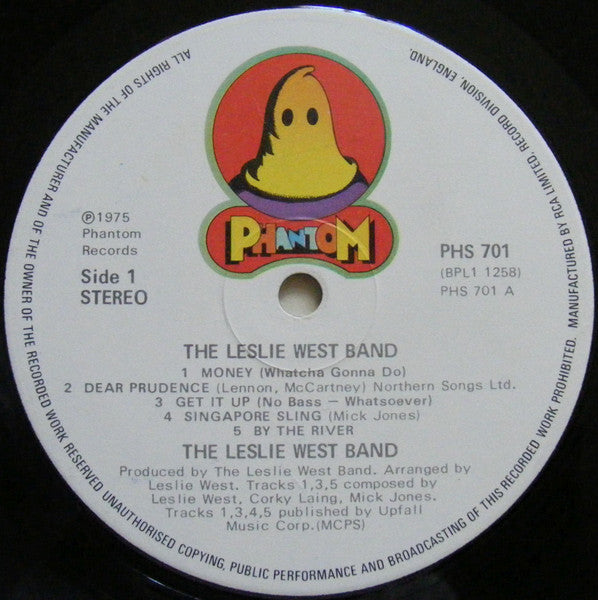 ALL RIGHTS OF THE MANUFACTURER AND OF THE OWNER OF THE RECORDED WORK RESERVED UNAUTHORISED COPYING, PUBLIC PERFORMANCE AND BROADCASTING OF THIS RECORDED WORK PROHIBITED. MANUFACTURED BY RCA LIMITED, RECORD DIVISION, ENGLAND.
PHANTOM
℗1975
Phantom
Records
Side 1
STEREO
PHS 701
(BPL1 1258)
PHS 701 A
THE LESLIE WEST BAND
1 MONEY (Whatcha Gonna Do)
2 DEAR PRUDENCE (Lennon, McCartney) Northern Songs Ltd.
3 GET IT UP (No Bass – Whatsoever)
4 SINGAPORE SLING (Mick Jones)
5 BY THE RIVER
THE LESLIE WEST BAND
Produced by The Leslie West Band. Arranged by
Leslie West. Tracks 1,3,5 composed by
Leslie West, Corky Laing, Mick Jones.
Tracks 1,3,4,5 published by Upfall
Music Corp.(MCPS)